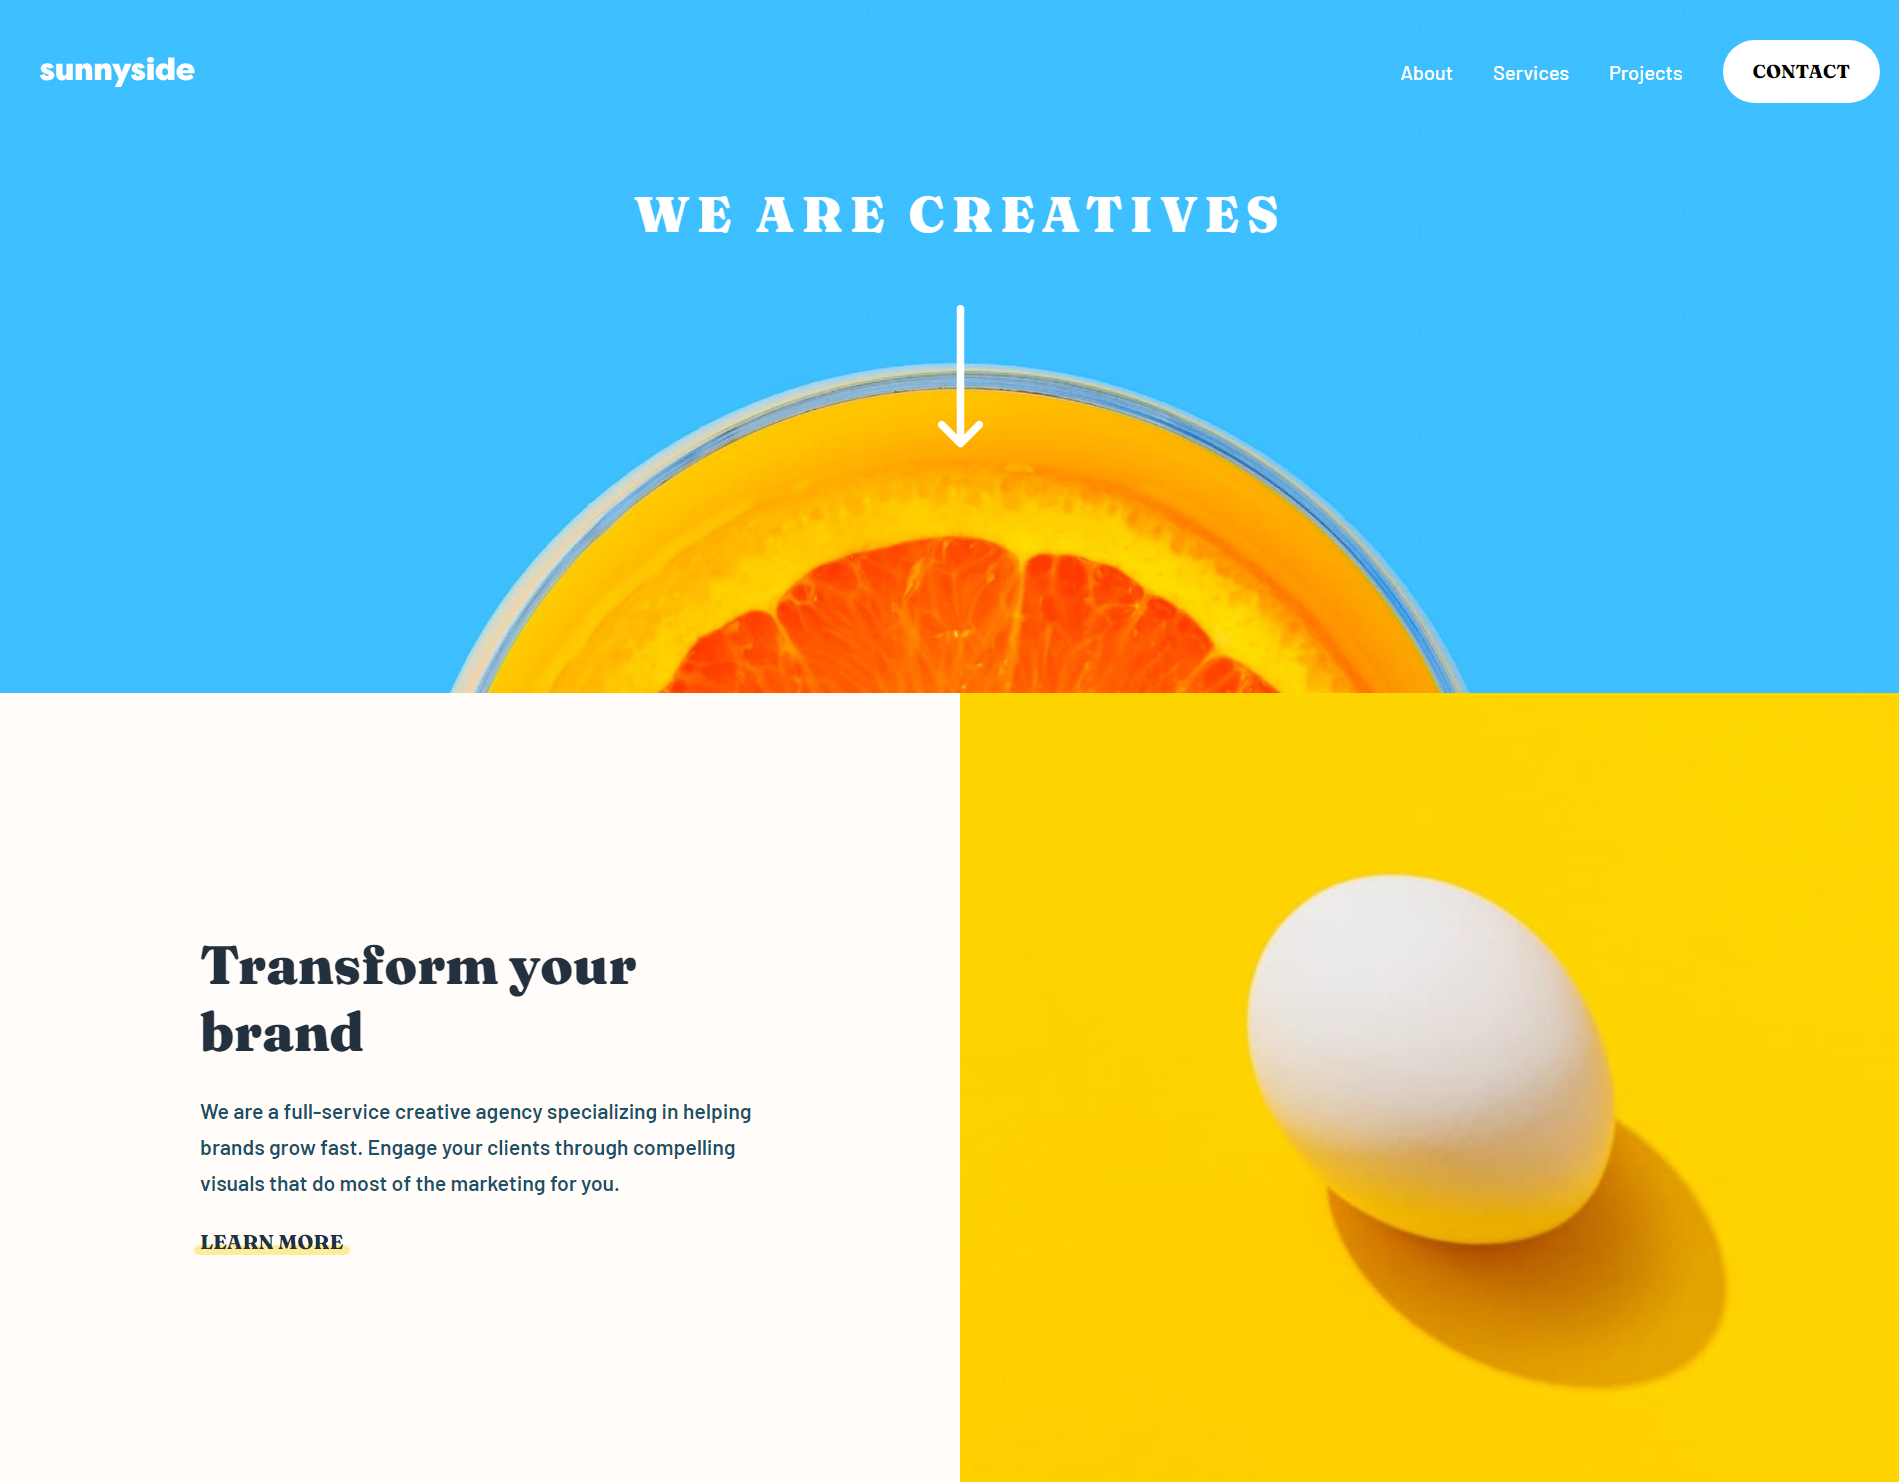 sunnyside
About Services Projects CONTACT
WE ARE CREATIVES
Transform your
brand
We are a full-service creative agency specializing in helping
brands grow fast. Engage your clients through compelling
visuals that do most of the marketing for you.
LEARN MORE